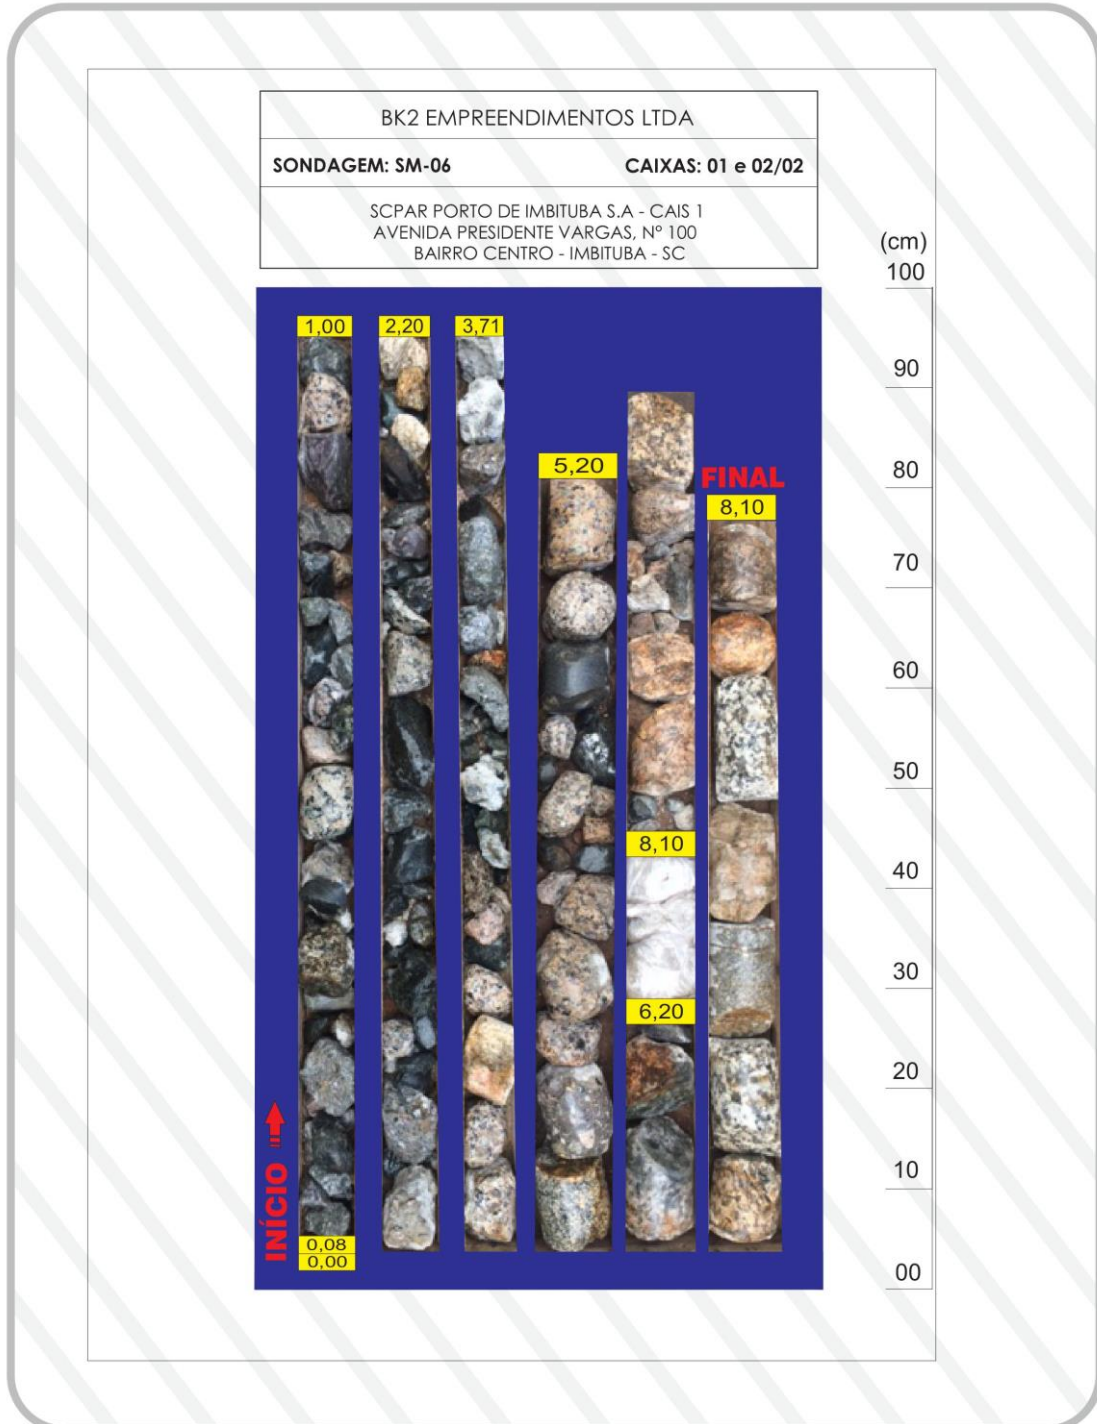 BK2 EMPREENDIMENTOS LTDA
SONDAGEM: SM-06 CAIXAS: 01 e 02/02
SCPAR PORTO DE IMBITUBA S.A - CAIS 1
AVENIDA PRESIDENTE VARGAS, Nº 100
BAIRRO CENTRO - IMBITUBA - SC
(cm)
100
90
80
70
60
50
40
30
20
10
00
1,00
2,20
3,71
5,20
FINAL
8,10
8,10
6,20
INÍCIO
0,08
0,00